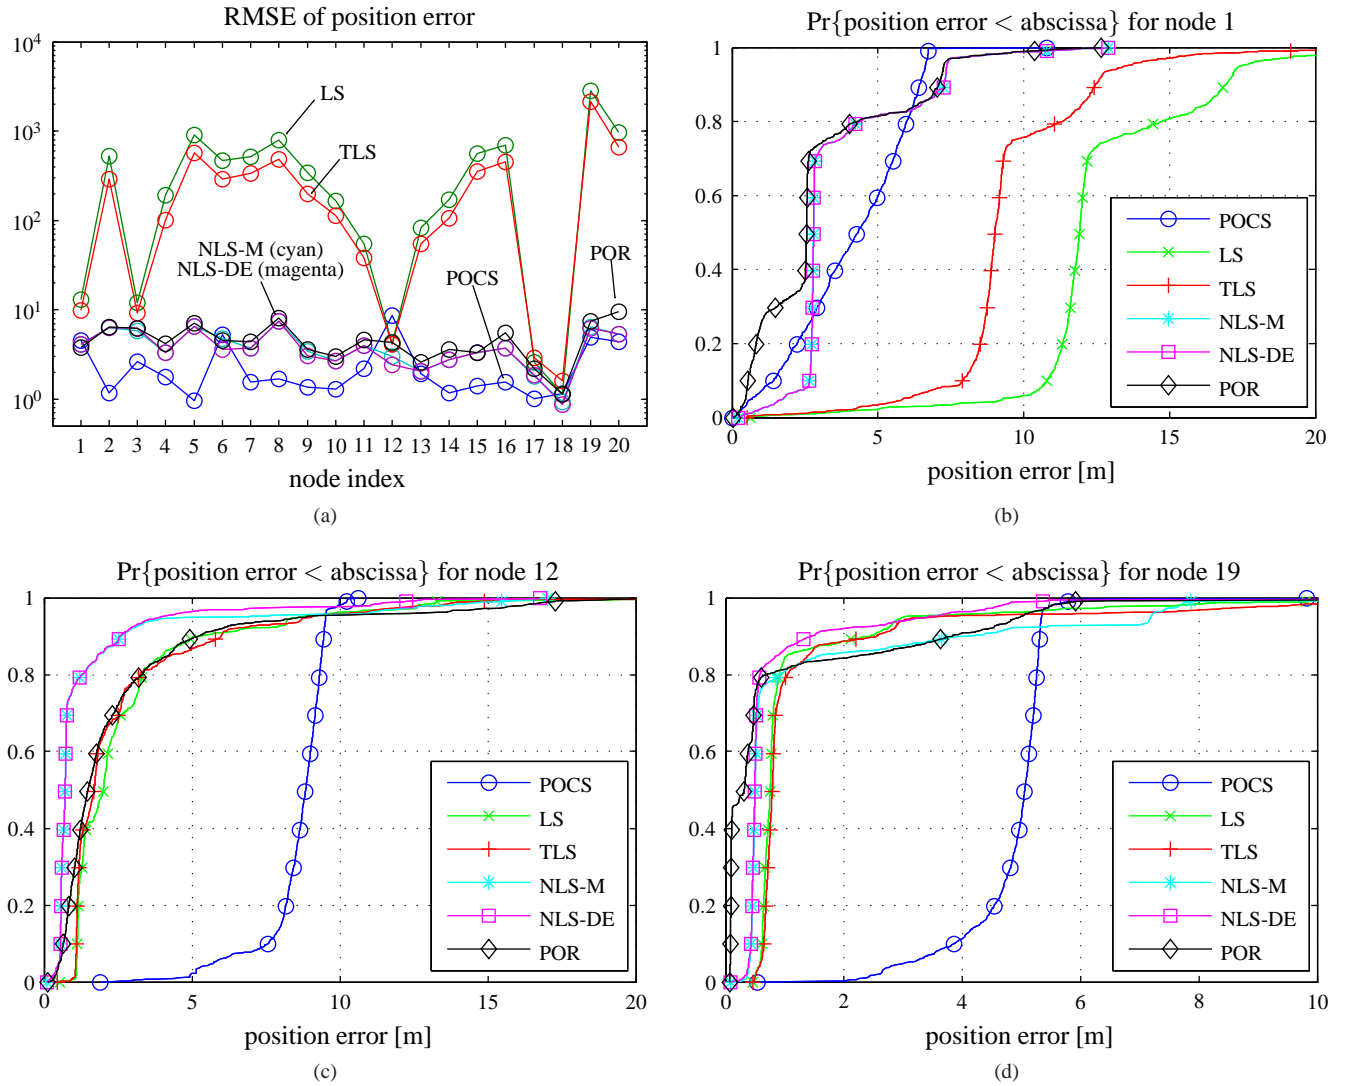 RMSE of position error
10^4
10^3
10^2
10^1
10^0
LS
TLS
NLS-M (cyan)
NLS-DE (magenta)
POCS
POR
1 2 3 4 5 6 7 8 9 10 11 12 13 14 15 16 17 18 19 20
node index
(a)
Pr{position error < abscissa} for node 1
1
0.8
0.6
0.4
0.2
0
0 5 10 15 20
POCS
LS
TLS
NLS-M
NLS-DE
POR
position error [m]
(b)
Pr{position error < abscissa} for node 12
1
0.8
0.6
0.4
0.2
0
0 5 10 15 20
POCS
LS
TLS
NLS-M
NLS-DE
POR
position error [m]
(c)
Pr{position error < abscissa} for node 19
1
0.8
0.6
0.4
0.2
0
0 2 4 6 8 10
POCS
LS
TLS
NLS-M
NLS-DE
POR
position error [m]
(d)